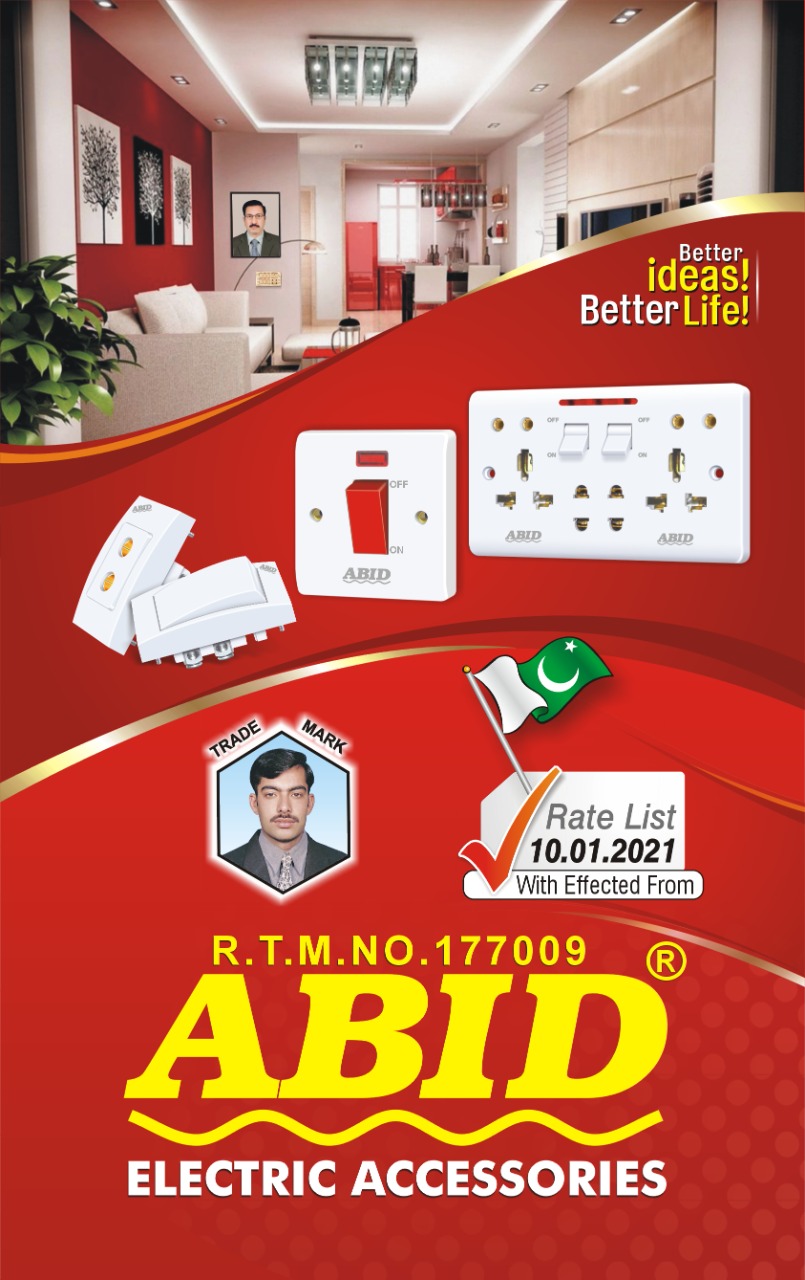 Better
ideas!
Better Life!
OFF
OFF
ON
ON
ABID
ABID
OFF
ON
ABID
ABID
ABID
TRADE MARK
Rate List
10.01.2021
With Effected From
R.T.M.NO.177009
ABID®
ELECTRIC ACCESSORIES